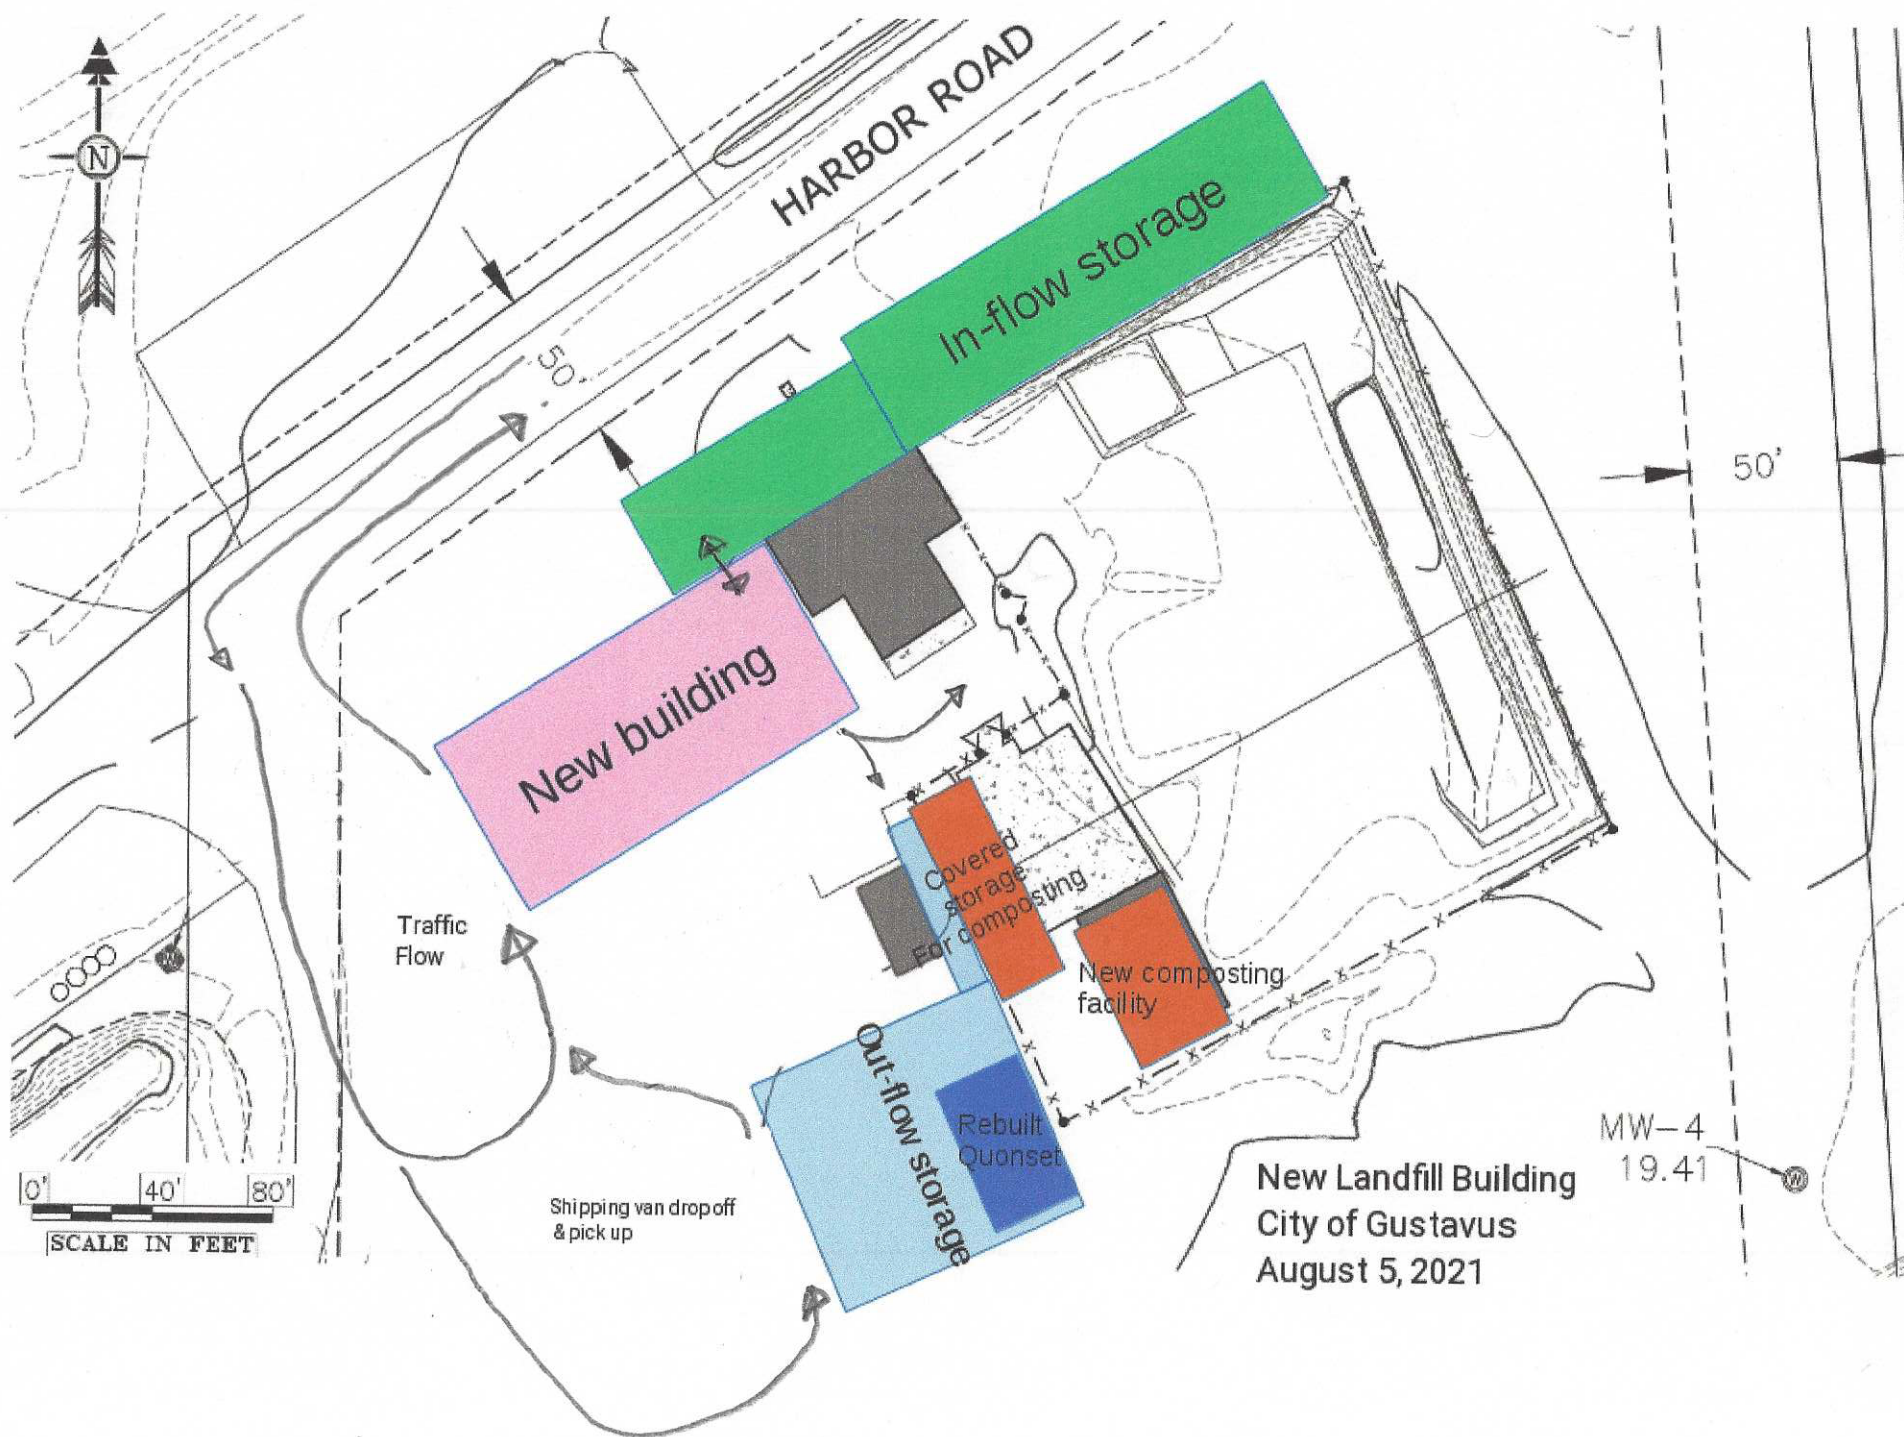 N
HARBOR ROAD
50'
In-flow storage
50'
New building
Covered
storage
For composting
Traffic
Flow
New composting
facility
W
Out-flow storage
Rebuilt
Quonset
MW-4
19.41
W
0' 40' 80'
SCALE IN FEET
Shipping van drop off
& pick up
New Landfill Building
City of Gustavus
August 5, 2021